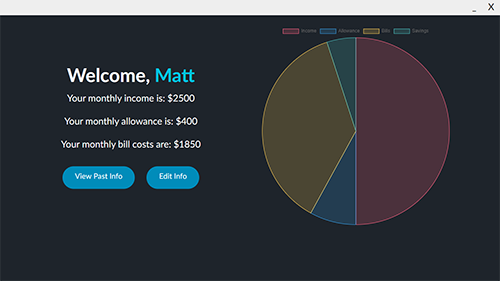 _ X
Income Allowance Bills Savings
Welcome, Matt
Your monthly income is: $2500
Your monthly allowance is: $400
Your monthly bill costs are: $1850
View Past Info Edit Info